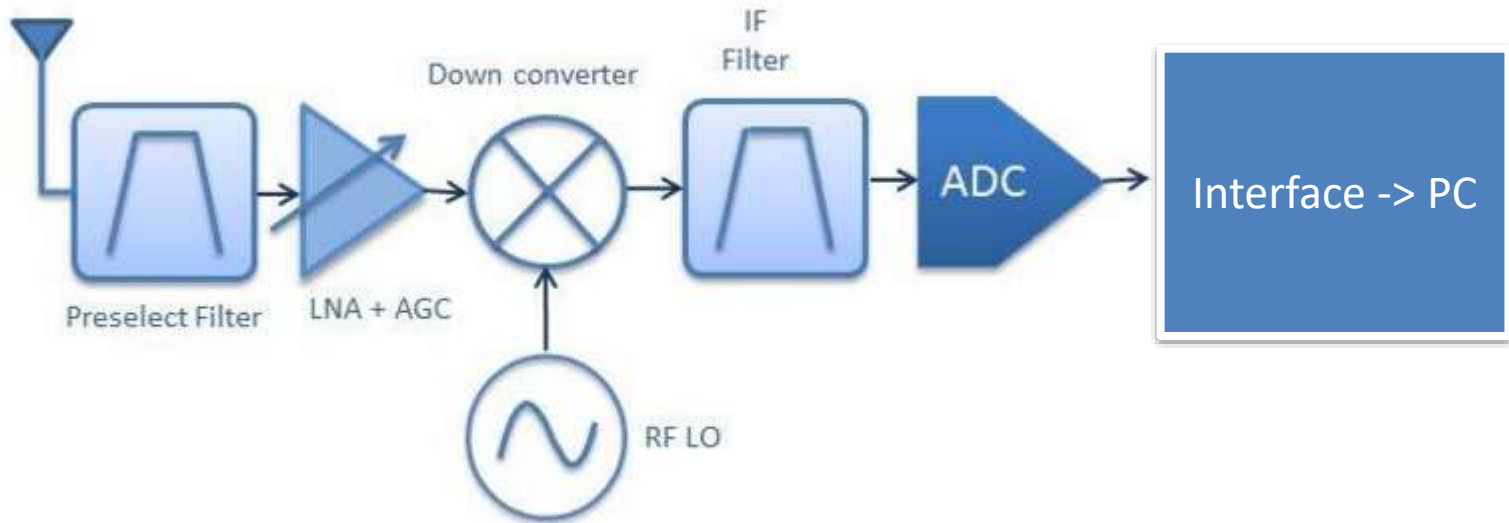 IF
Filter
Down converter
ADC
Interface -> PC
Preselect Filter
LNA + AGC
RF LO